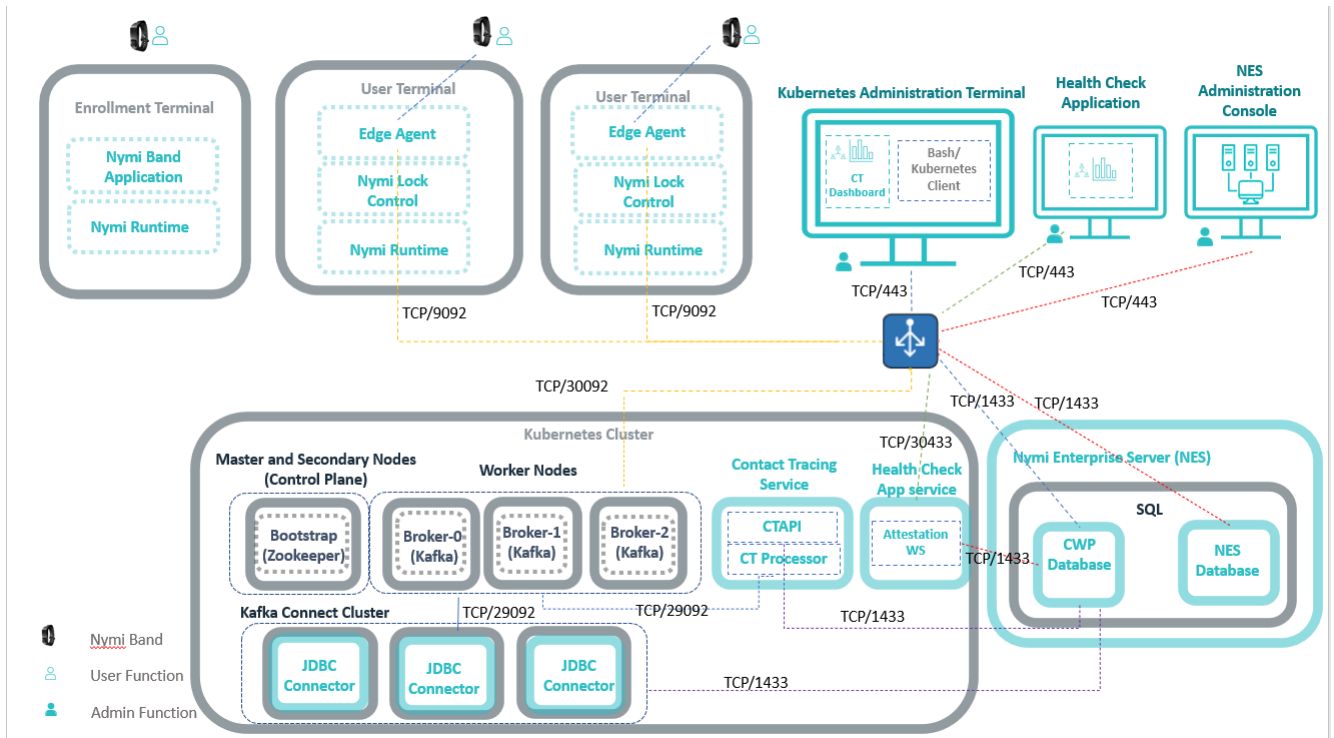 Enrollment Terminal
Nymi Band
Application
Nymi Runtime
User Terminal
Edge Agent
Nymi Lock
Control
Nymi Runtime
User Terminal
Edge Agent
Nymi Lock
Control
Nymi Runtime
Kubernetes Administration Terminal
CT
Dashboard
Bash/
Kubernetes
Client
Health Check
Application
NES
Administration
Console
TCP/9092
TCP/9092
TCP/443
TCP/443
TCP/443
TCP/30092
TCP/1433
TCP/1433
TCP/30433
Kubernetes Cluster
Master and Secondary Nodes
(Control Plane)
Bootstrap
(Zookeeper)
Worker Nodes
Broker-0
(Kafka)
Broker-1
(Kafka)
Broker-2
(Kafka)
Contact Tracing
Service
CTAPI
CT Processor
Health Check
App service
Attestation
WS
TCP/1433
Nymi Enterprise Server (NES)
SQL
CWP
Database
NES
Database
Kafka Connect Cluster
TCP/29092
TCP/29092
TCP/1433
JDBC
Connector
JDBC
Connector
JDBC
Connector
TCP/1433
Nymi Band
User Function
Admin Function